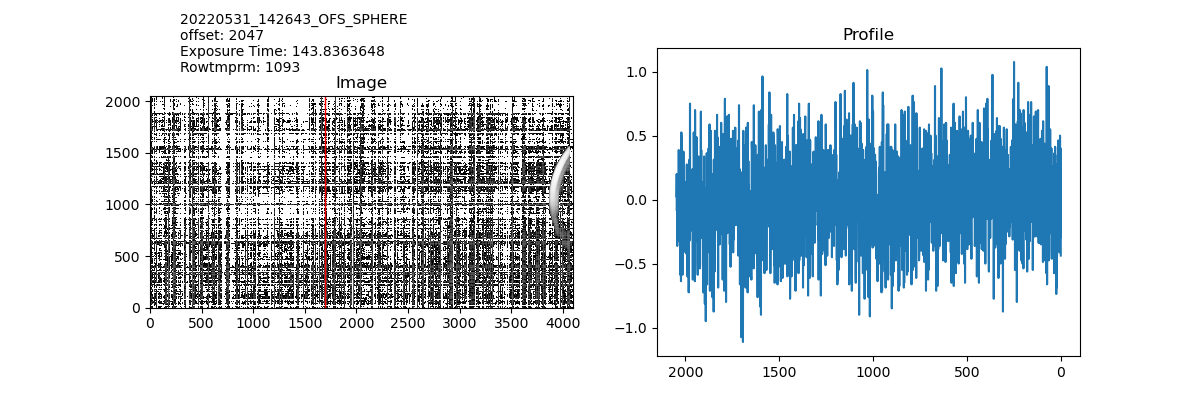 20220531_142643_OFS_SPHERE
offset: 2047
Exposure Time: 143.8363648
Rowtmprm: 1093
Image
2000
1500
1000
500
0
0 500 1000 1500 2000 2500 3000 3500 4000
Profile
1.0
0.5
0.0
−0.5
−1.0
2000 1500 1000 500 0